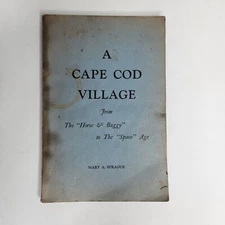 A
CAPE COD
VILLAGE
from
The "Horse & Buggy"
to The "Space" Age
MARY A. SPRAGUE